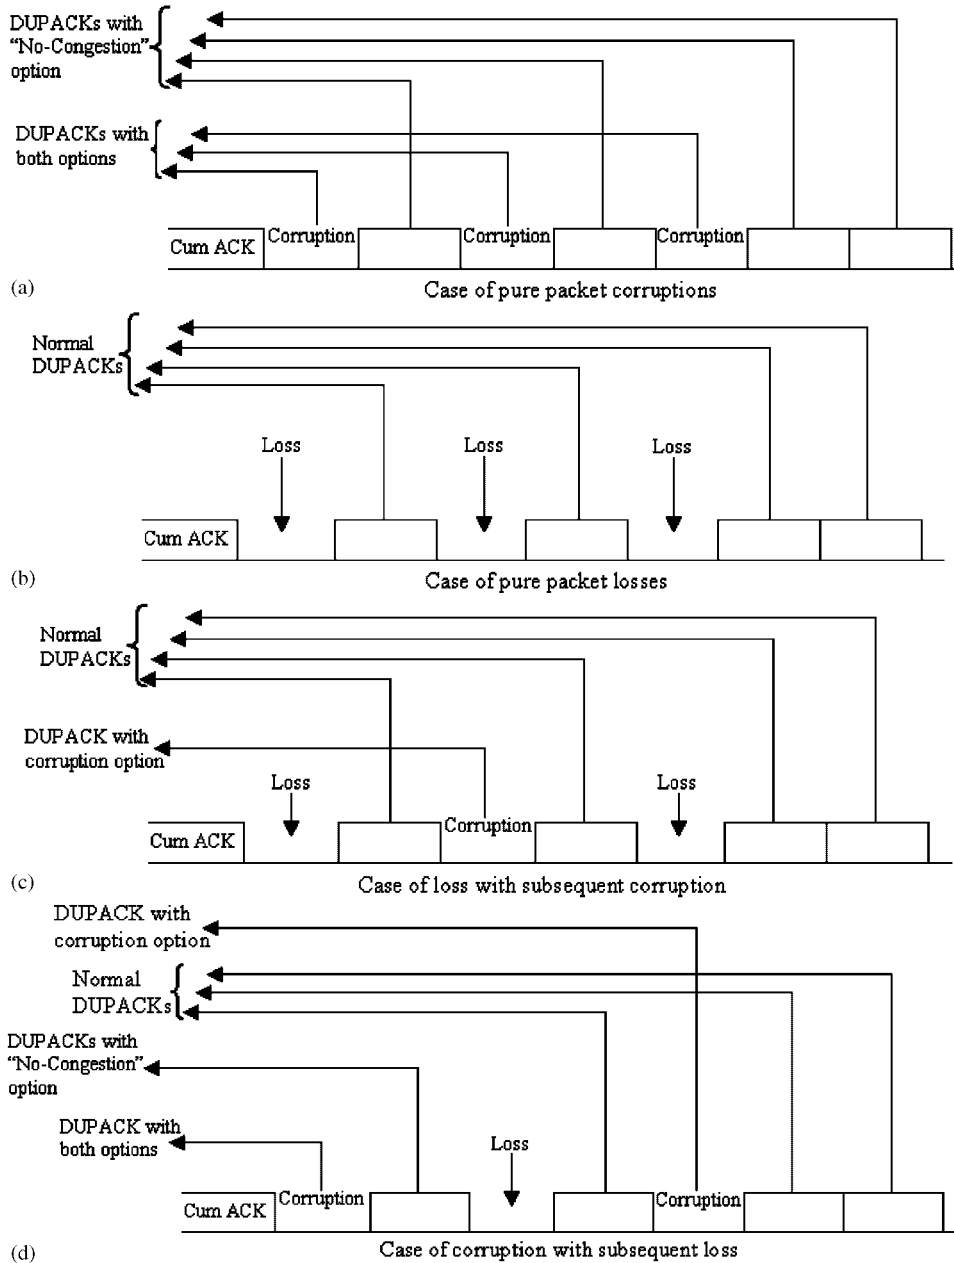 DUPACKs with
"No-Congestion"
option
DUPACKs with
both options
Cum ACK
Corruption
Corruption
Corruption
(a)
Case of pure packet corruptions
Normal
DUPACKs
Loss
Loss
Loss
Cum ACK
(b)
Case of pure packet losses
Normal
DUPACKs
DUPACK with
corruption option
Loss
Loss
Cum ACK
Corruption
(c)
Case of loss with subsequent corruption
DUPACK with
corruption option
Normal
DUPACKs
DUPACKs with
"No-Congestion"
option
DUPACK with
both options
Loss
Cum ACK
Corruption
Corruption
(d)
Case of corruption with subsequent loss